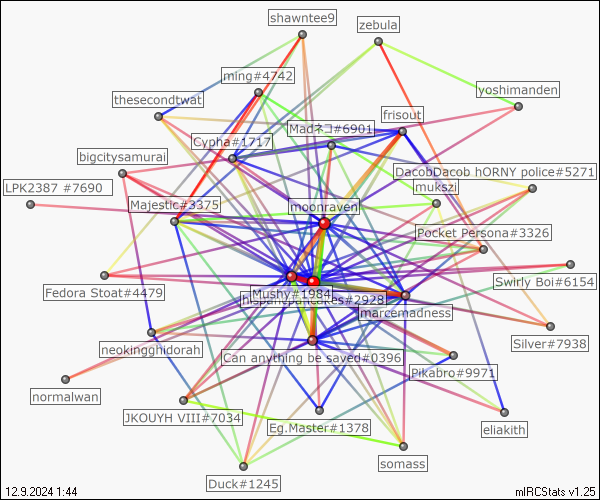 shawntee9
zebula
ming#4742
yoshimanden
thesecondtwat
frisout
Madネコ#6901
Cypha#1717
bigcitysamurai
DacobDacob hORNY police#5271
LPK2387 #7690
mukszi
Majestic#3375
moonraven
Pocket Persona#3326
Swirly Boi#6154
Fedora Stoat#4479
Mushy#1984
marcemadness
Silver#7938
neokingghidorah
Can anything be saved#0396
Pikabro#9971
normalwan
JKOUYH VIII#7034
Eg.Master#1378
eliakith
somass
Duck#1245
12.9.2024 1:44
mIRCStats v1.25